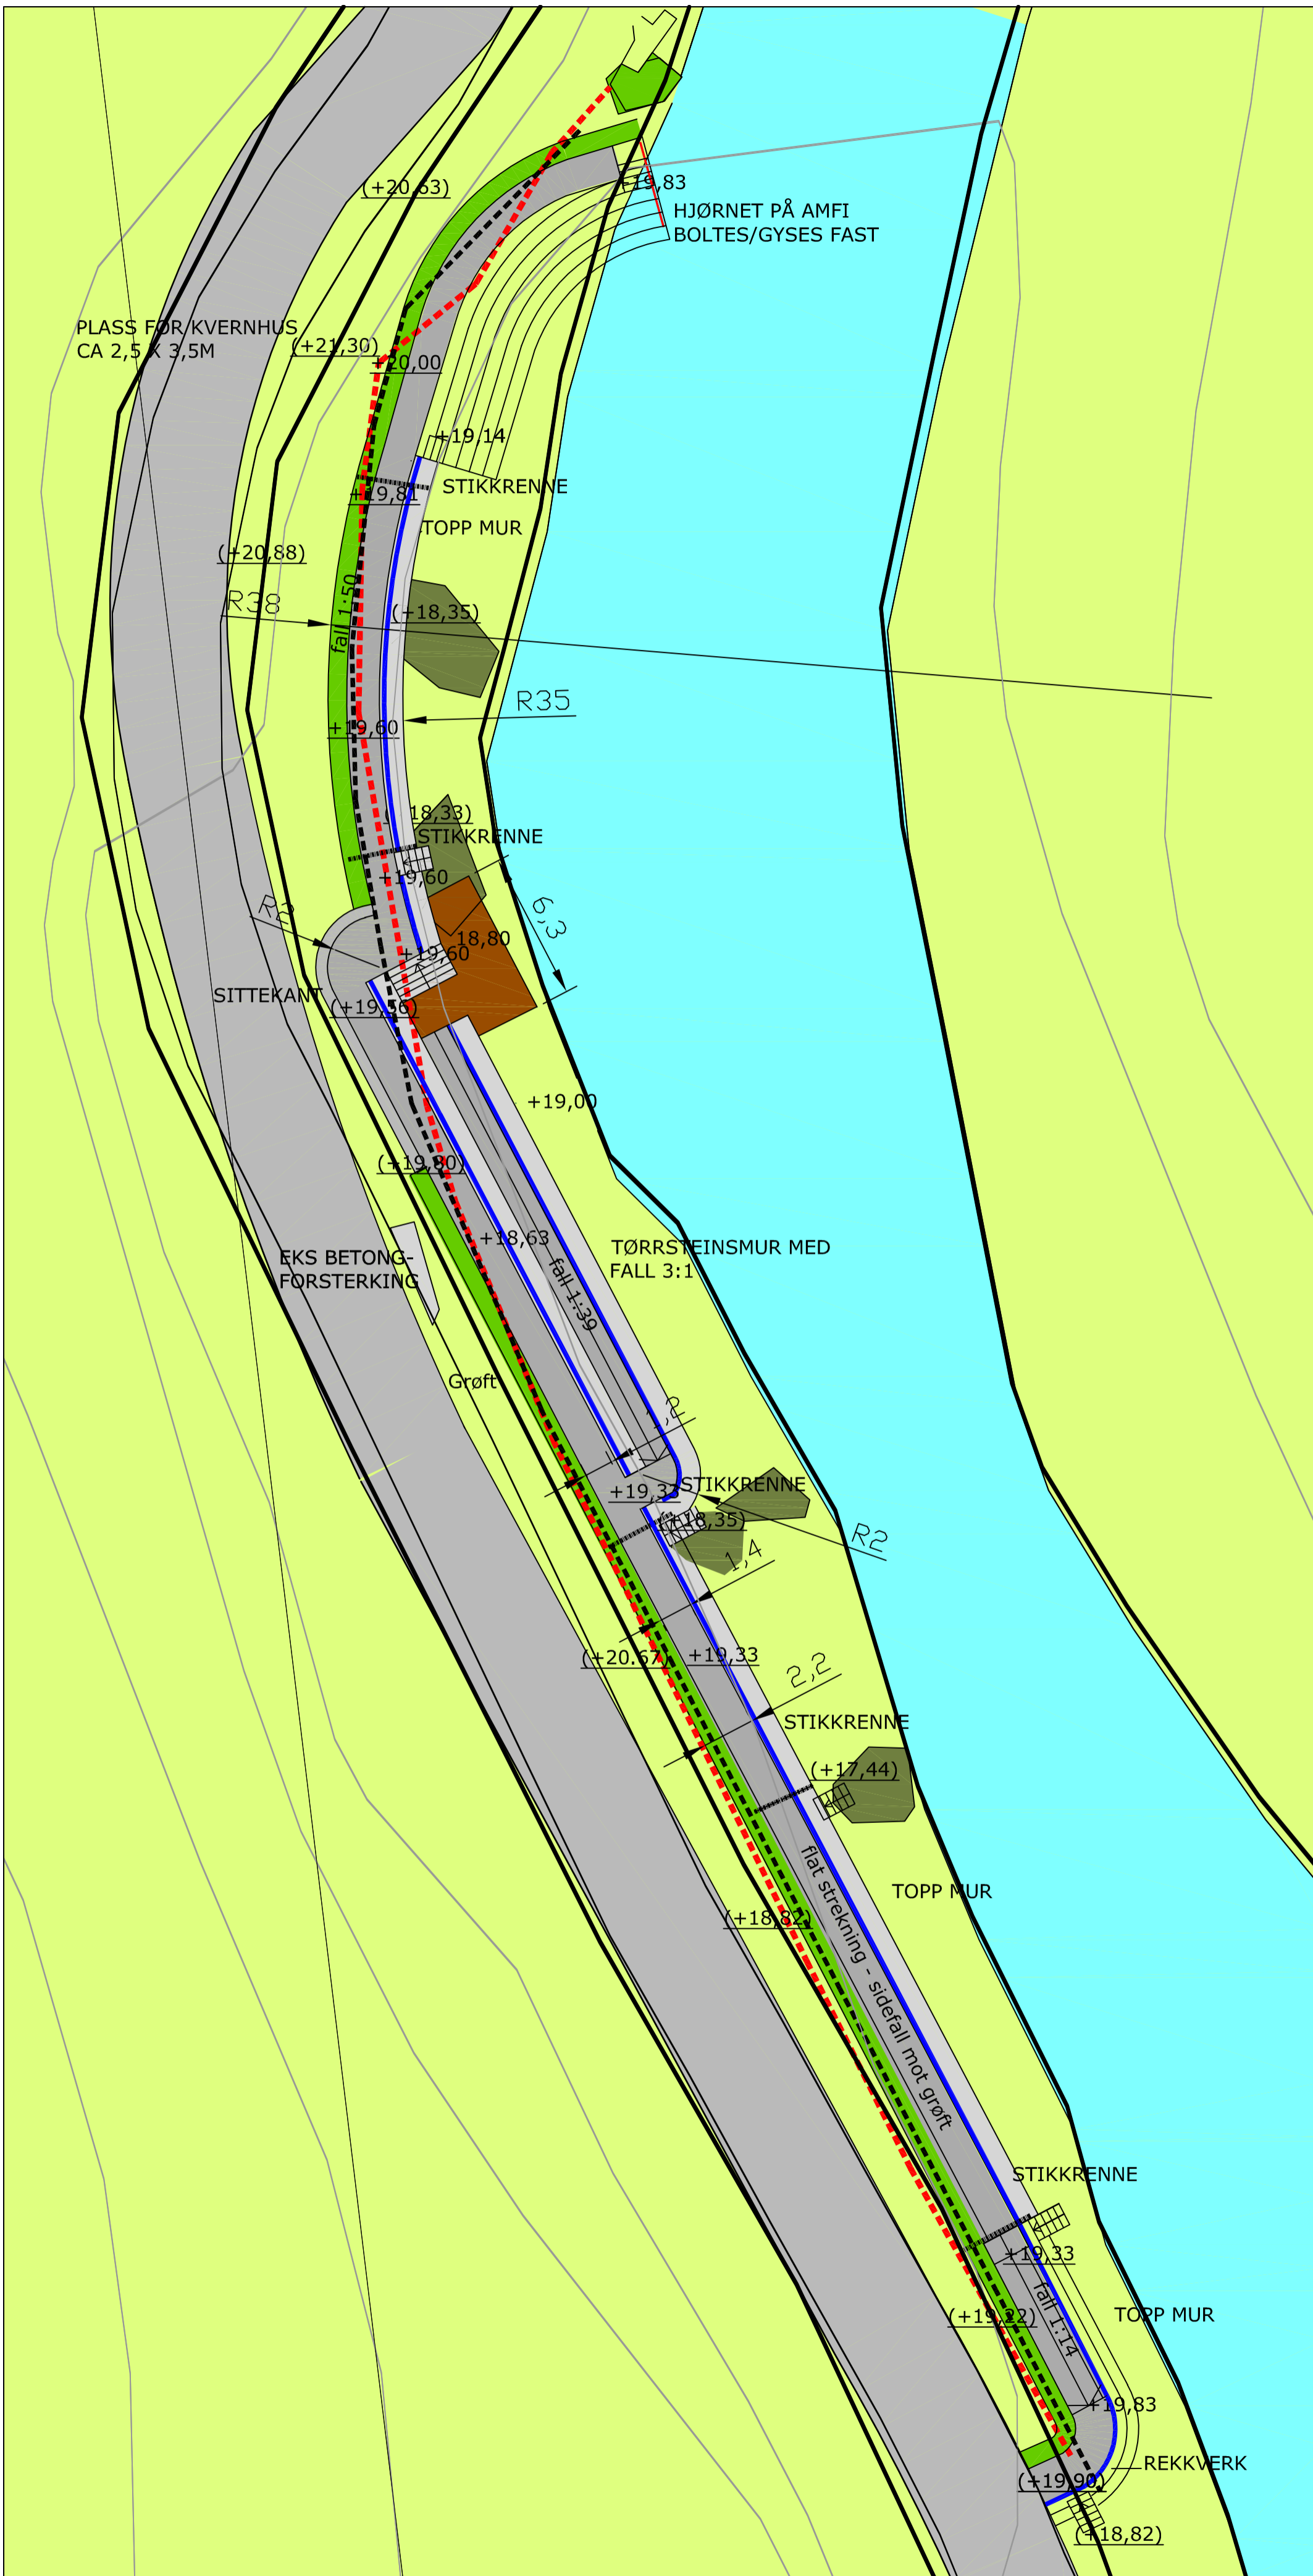 (+20,63)
+19,83
HJØRNET PÅ AMFI
BOLTES/GYSES FAST
PLASS FOR KVERNHUS
CA 2,5 X 3,5M
(+21,30)
+20,00
+19,14
STIKKRENNE
+19,81
TOPP MUR
(+20,88)
fall 1:50
R38
(+18,35)
R35
+19,60
18,33)
STIKKRENNE
+19,60
R2
6,3
18,80
+19,60
SITTEKANT
(+19,56)
+19,00
(+19,80)
+18,63
TØRRSTEINSMUR MED
FALL 3:1
EKS BETONG-
FORSTERKING
fall 1:39
Grøft
STIKKRENNE
+19,33
(+18,35)
R2
1,4
(+20.67)
+19,33
2,2
STIKKRENNE
(+17,44)
TOPP MUR
(+18,82)
flat strekning - sidefall mot grøft
STIKKRENNE
+19,33
(+19,22)
fall 1:14
TOPP MUR
+19,83
REKKVERK
(+19,90)
(+18,82)